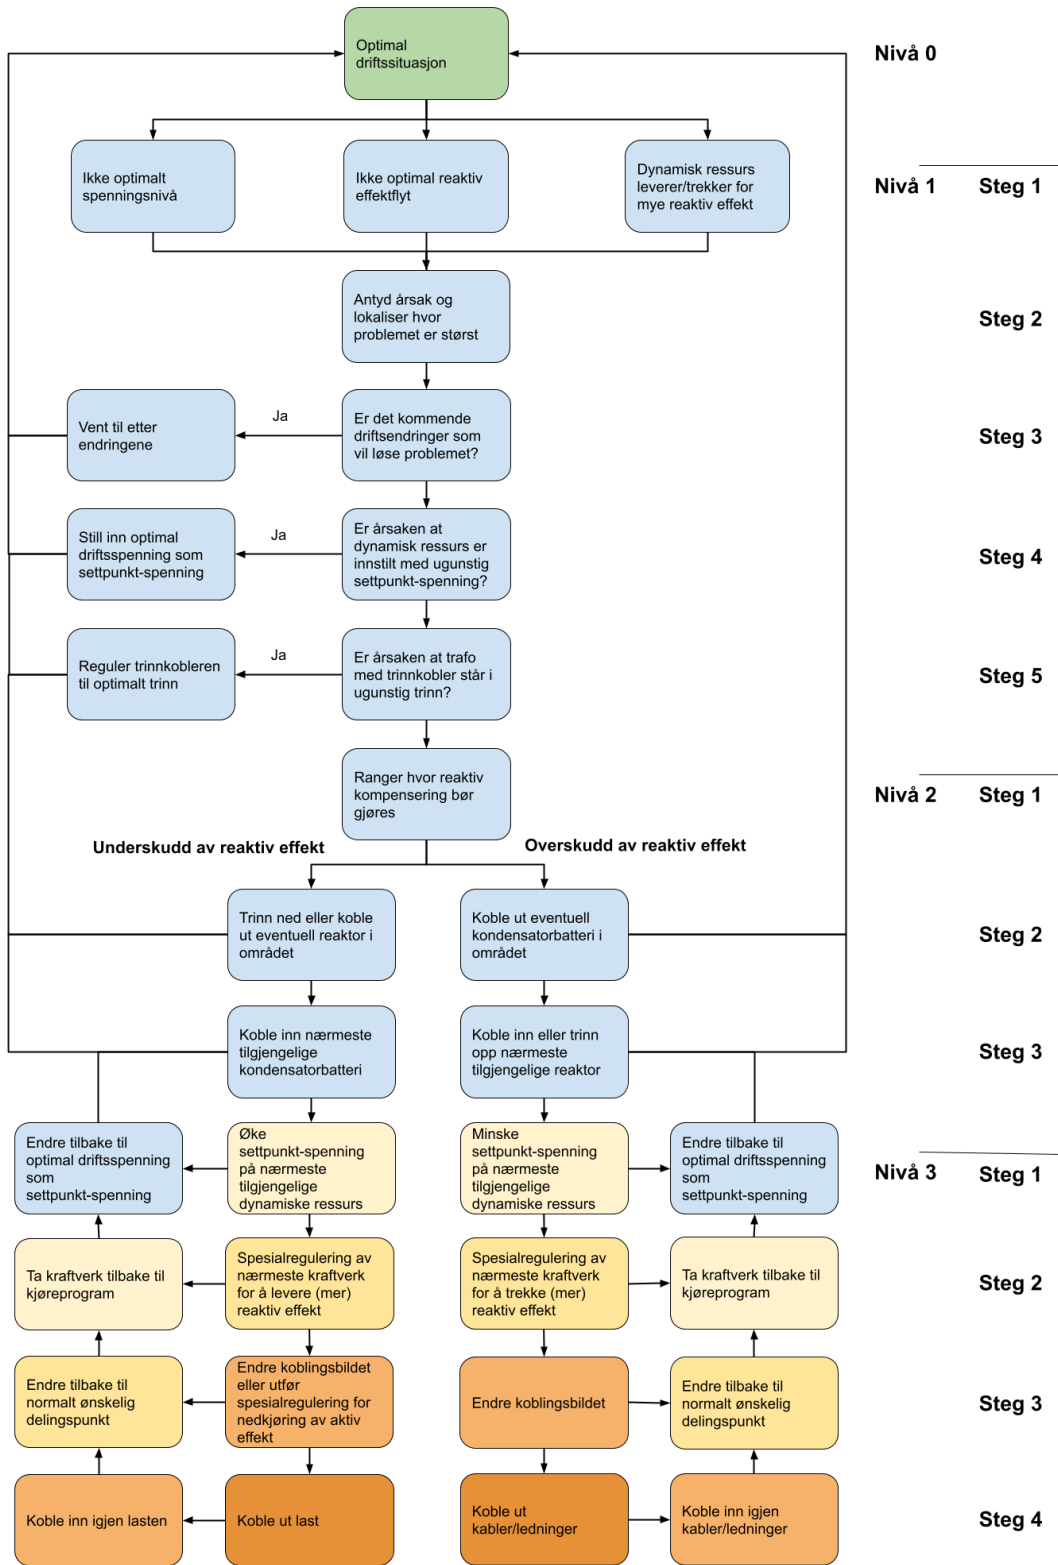 Optimal
driftssituasjon
Nivå 0
Ikke optimalt
spenningsnivå
Ikke optimal reaktiv
effektflyt
Dynamisk ressurs
leverer/trekker for
mye reaktiv effekt
Nivå 1
Steg 1
Antyd årsak og
lokaliser hvor
problemet er størst
Steg 2
Vent til etter
endringene
Ja
Er det kommende
driftsendringer som
vil løse problemet?
Steg 3
Still inn optimal
driftsspenning som
settpunkt-spenning
Ja
Er årsaken at
dynamisk ressurs er
innstilt med ugunstig
settpunkt-spenning?
Steg 4
Reguler trinnkobleren
til optimalt trinn
Ja
Er årsaken at trafo
med trinnkobler står i
ugunstig trinn?
Steg 5
Ranger hvor reaktiv
kompensering bør
gjøres
Nivå 2
Steg 1
Underskudd av reaktiv effekt
Overskudd av reaktiv effekt
Trinn ned eller koble
ut eventuell reaktor i
området
Koble ut eventuell
kondensatorbatteri i
området
Steg 2
Koble inn nærmeste
tilgjengelige
kondensatorbatteri
Koble inn eller trinn
opp nærmeste
tilgjengelige reaktor
Steg 3
Endre tilbake til
optimal driftsspenning
som
settpunkt-spenning
Øke
settpunkt-spenning
på nærmeste
tilgjengelige
dynamiske ressurs
Minske
settpunkt-spenning
på nærmeste
tilgjengelige
dynamiske ressurs
Endre tilbake til
optimal driftsspenning
som
settpunkt-spenning
Nivå 3
Steg 1
Ta kraftverk tilbake til
kjøreprogram
Spesialregulering av
nærmeste kraftverk
for å levere (mer)
reaktiv effekt
Spesialregulering av
nærmeste kraftverk
for å trekke (mer)
reaktiv effekt
Ta kraftverk tilbake til
kjøreprogram
Steg 2
Endre tilbake til
normalt ønskelig
delingspunkt
Endre koblingsbildet
eller utfør
spesialregulering for
nedkjøring av aktiv
effekt
Endre koblingsbildet
Endre tilbake til
normalt ønskelig
delingspunkt
Steg 3
Koble inn igjen lasten
Koble ut last
Koble ut
kabler/ledninger
Koble inn igjen
kabler/ledninger
Steg 4